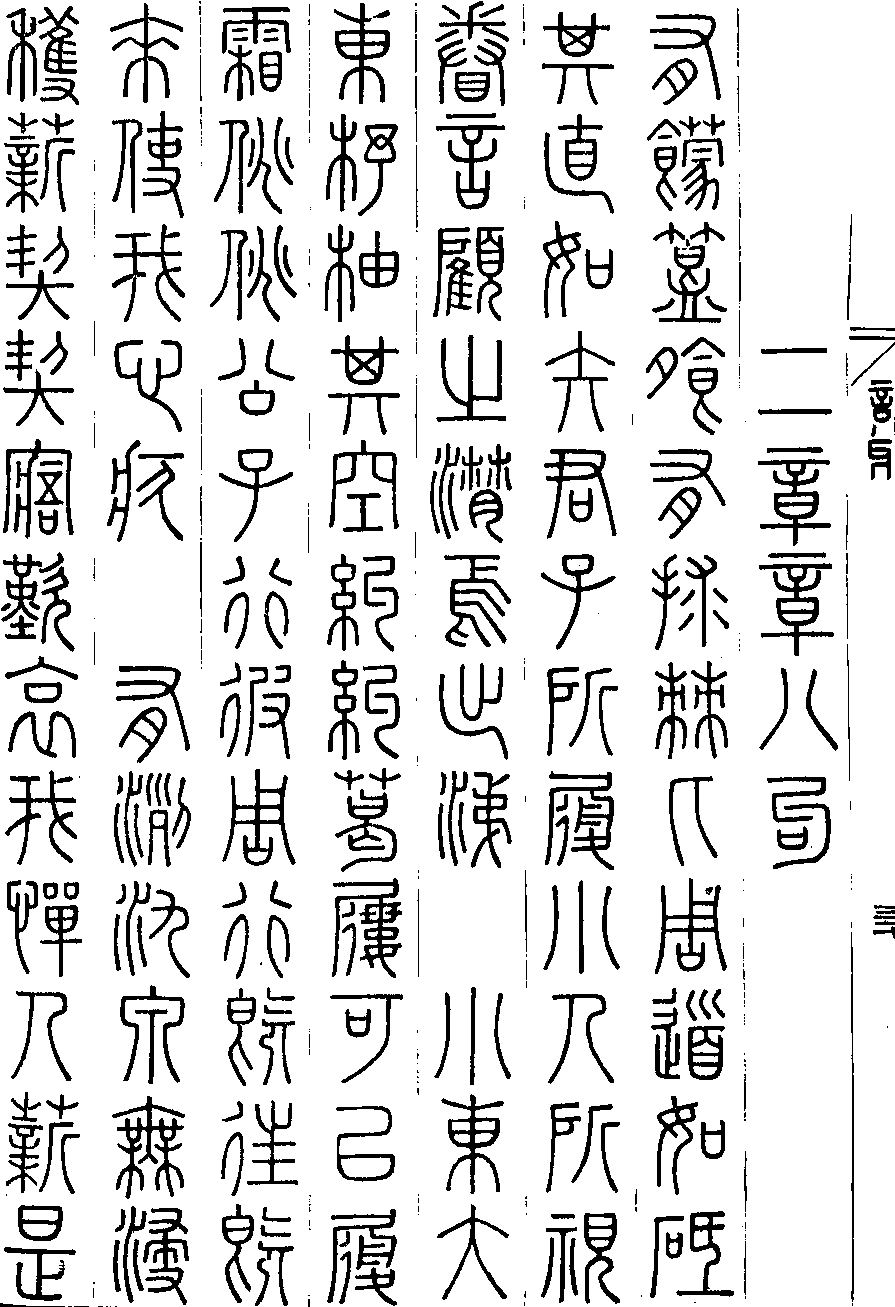 二章章八句
有饛簋飧有捄棘匕周道如砥
其直如矢君子所履小人所視
眷言顧之潸焉出涕　小東大
東杼柚其空糾糾葛屨可以履
霜佻佻公子行彼周行既往既
來使我心疚　有洌氿泉無浸
穫薪契契寤歎哀我憚人薪是